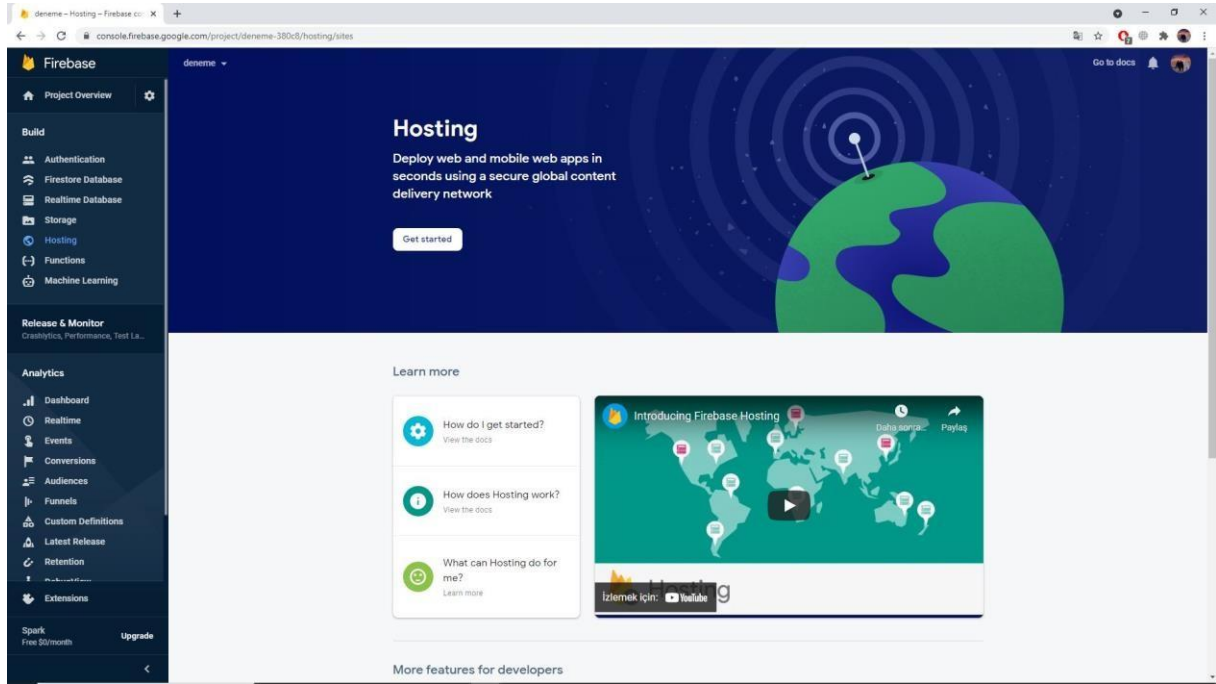 deneme – Hosting – Firebase co
console.firebase.google.com/project/deneme-380c8/hosting/sites
Firebase
deneme
Go to docs
Project Overview
Build
Authentication
Firestore Database
Realtime Database
Storage
Hosting
Functions
Machine Learning
Release & Monitor
Crashlytics, Performance, Test La...
Analytics
Dashboard
Realtime
Events
Conversions
Audiences
Funnels
Custom Definitions
Latest Release
Retention
DebugView
Extensions
Spark
Free $0/month
Upgrade
Hosting
Deploy web and mobile web apps in
seconds using a secure global content
delivery network
Get started
Learn more
How do I get started?
View the docs
How does Hosting work?
View the docs
What can Hosting do for
me?
Learn more
Introducing Firebase Hosting
Daha sonra...
Paylaş
Hosting
İzlemek için: YouTube
More features for developers